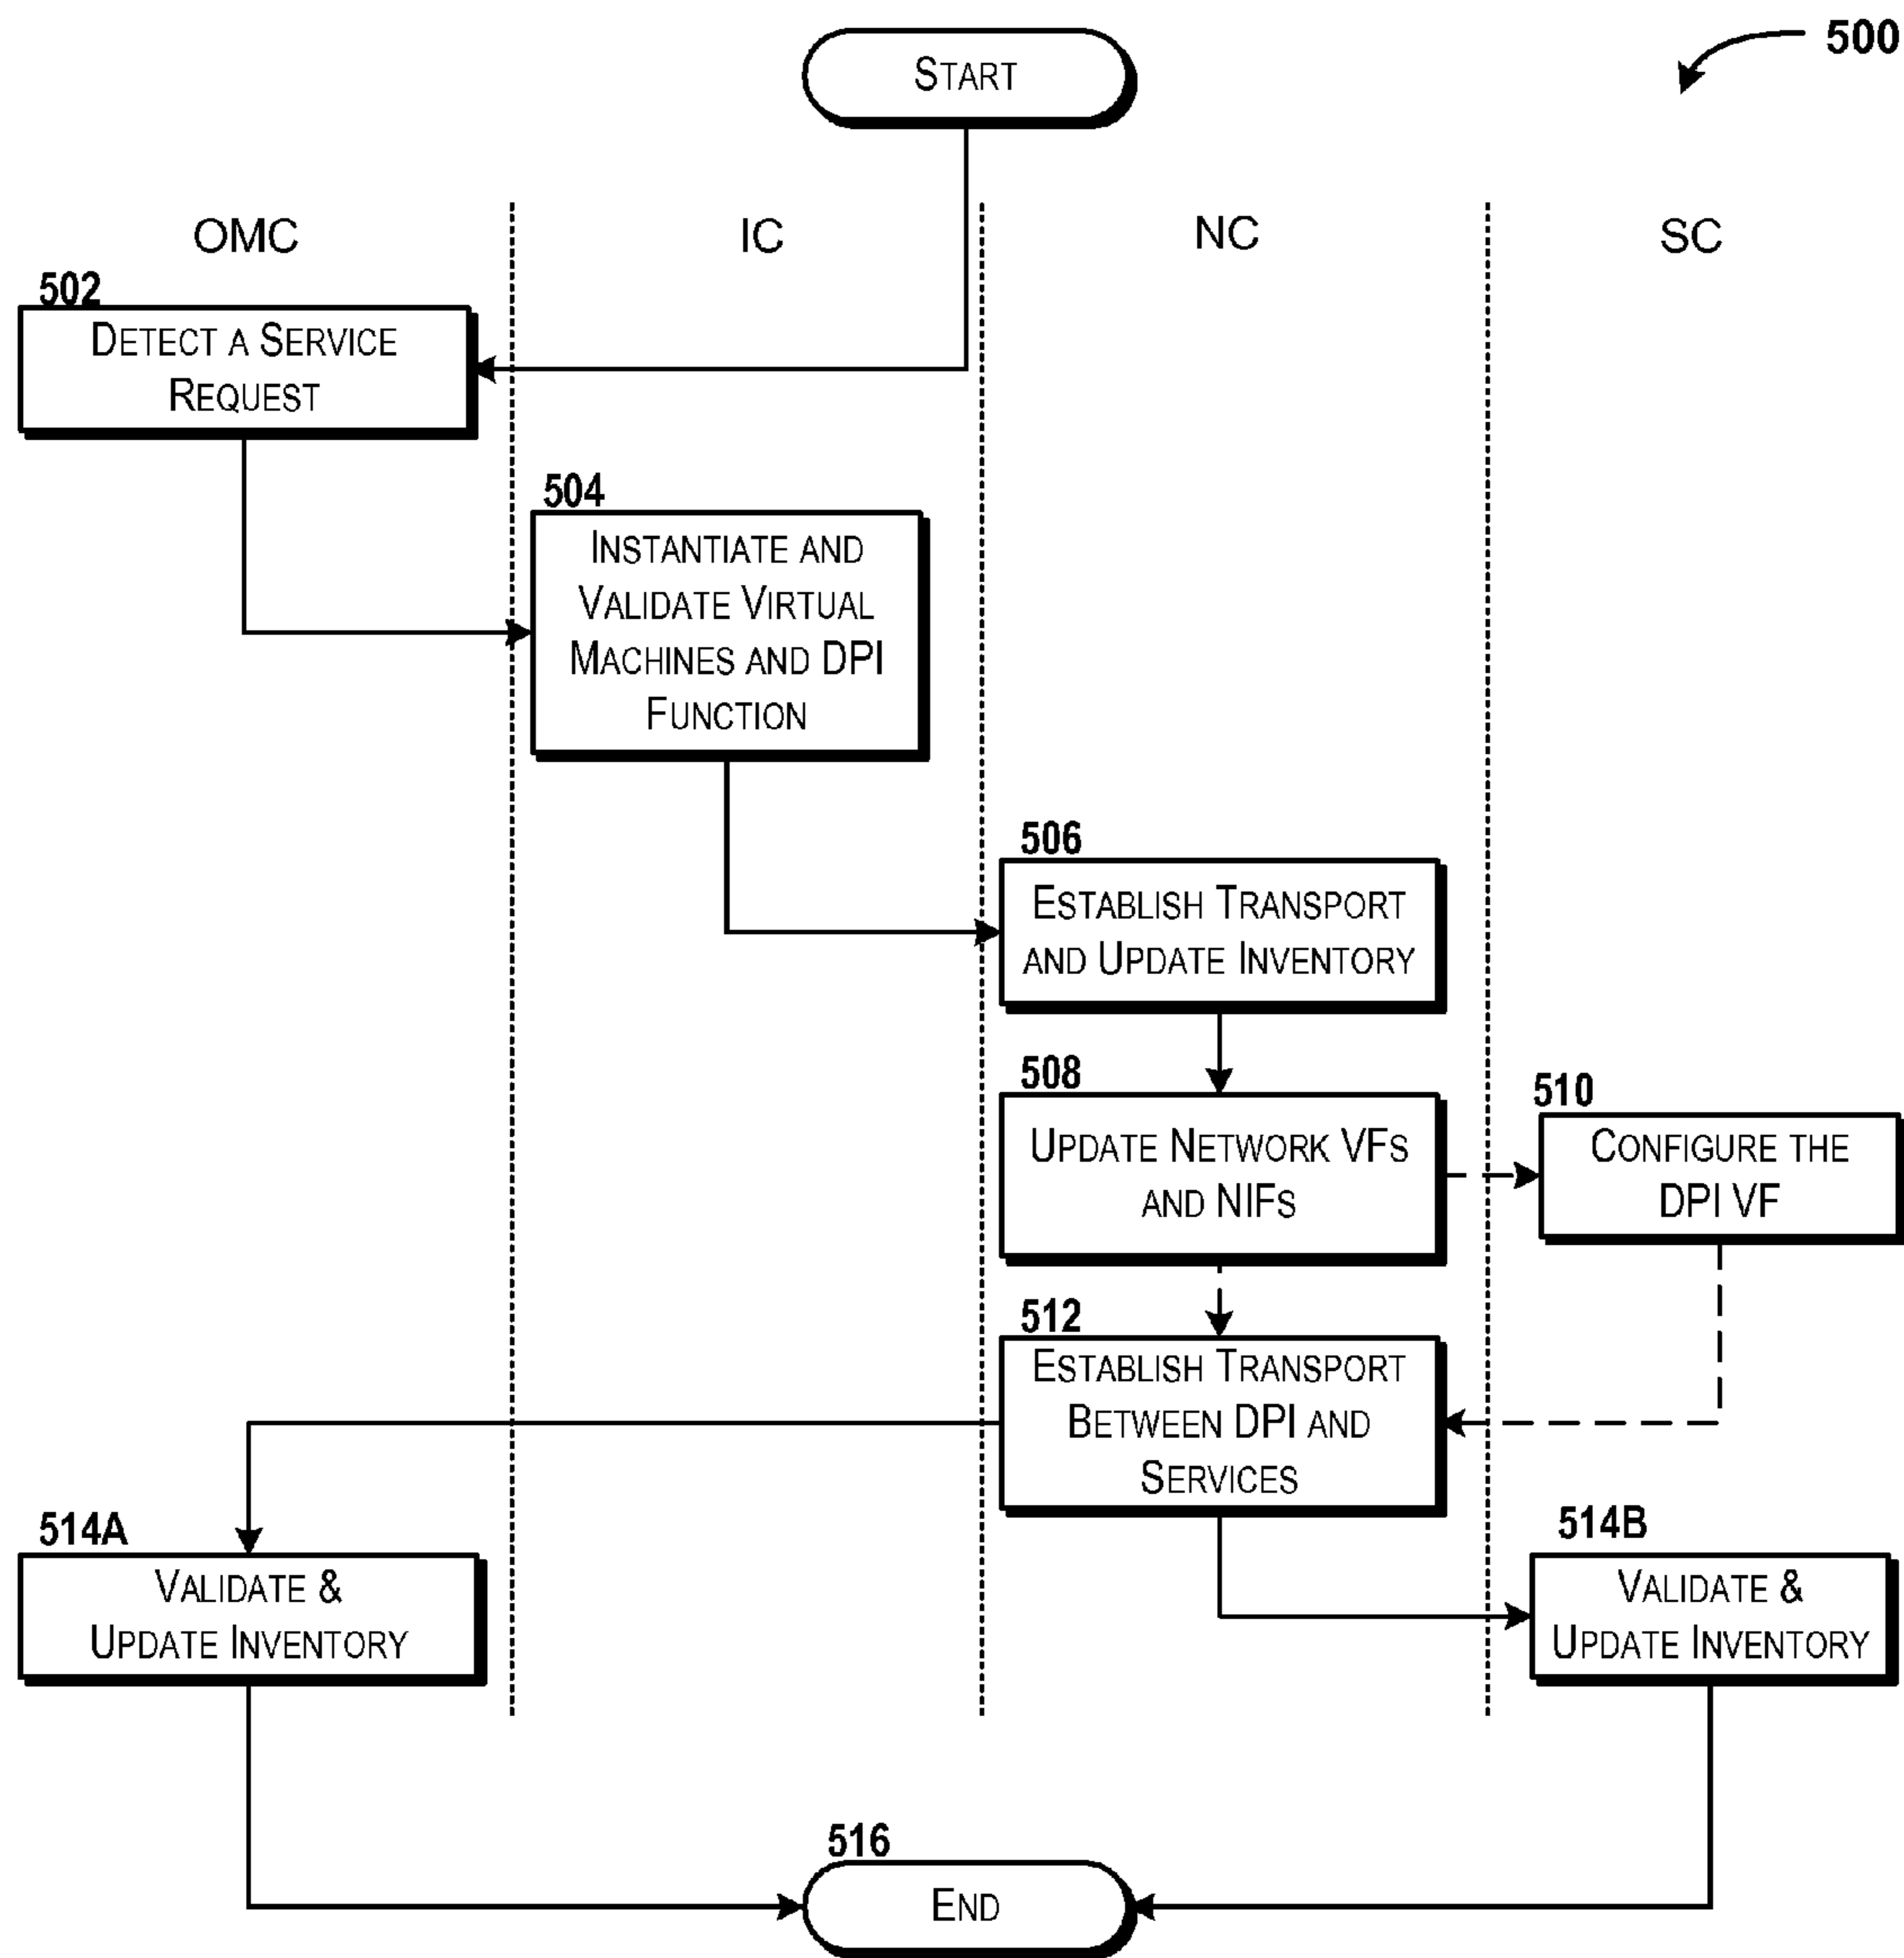 500
START
OMC
IC
NC
SC
502
DETECT A SERVICE
REQUEST
504
INSTANTIATE AND
VALIDATE VIRTUAL
MACHINES AND DPI
FUNCTION
506
ESTABLISH TRANSPORT
AND UPDATE INVENTORY
508
UPDATE NETWORK VFS
AND NIFS
510
CONFIGURE THE
DPI VF
512
ESTABLISH TRANSPORT
BETWEEN DPI AND
SERVICES
514A
VALIDATE &
UPDATE INVENTORY
514B
VALIDATE &
UPDATE INVENTORY
516
END